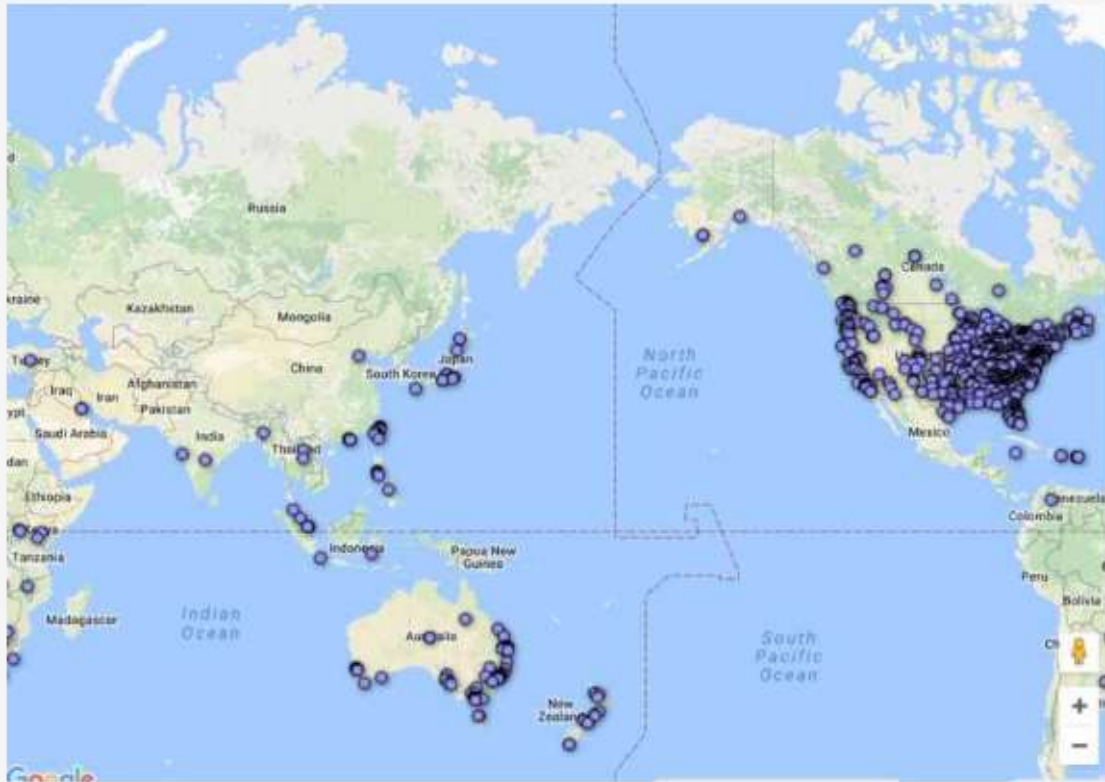 Russia
Canada
Kazakhstan
Mongolia
North
Pacific
Ocean
China
Japan
South Korea
Afghanistan
Iraq
Iran
Pakistan
Saudi Arabia
India
Mexico
Ethiopia
Venezuela
Colombia
Tanzania
Papua New
Guinea
Peru
Indian
Ocean
Madagascar
Bolivia
South
Pacific
Ocean
New
Zealand
+
−
Google